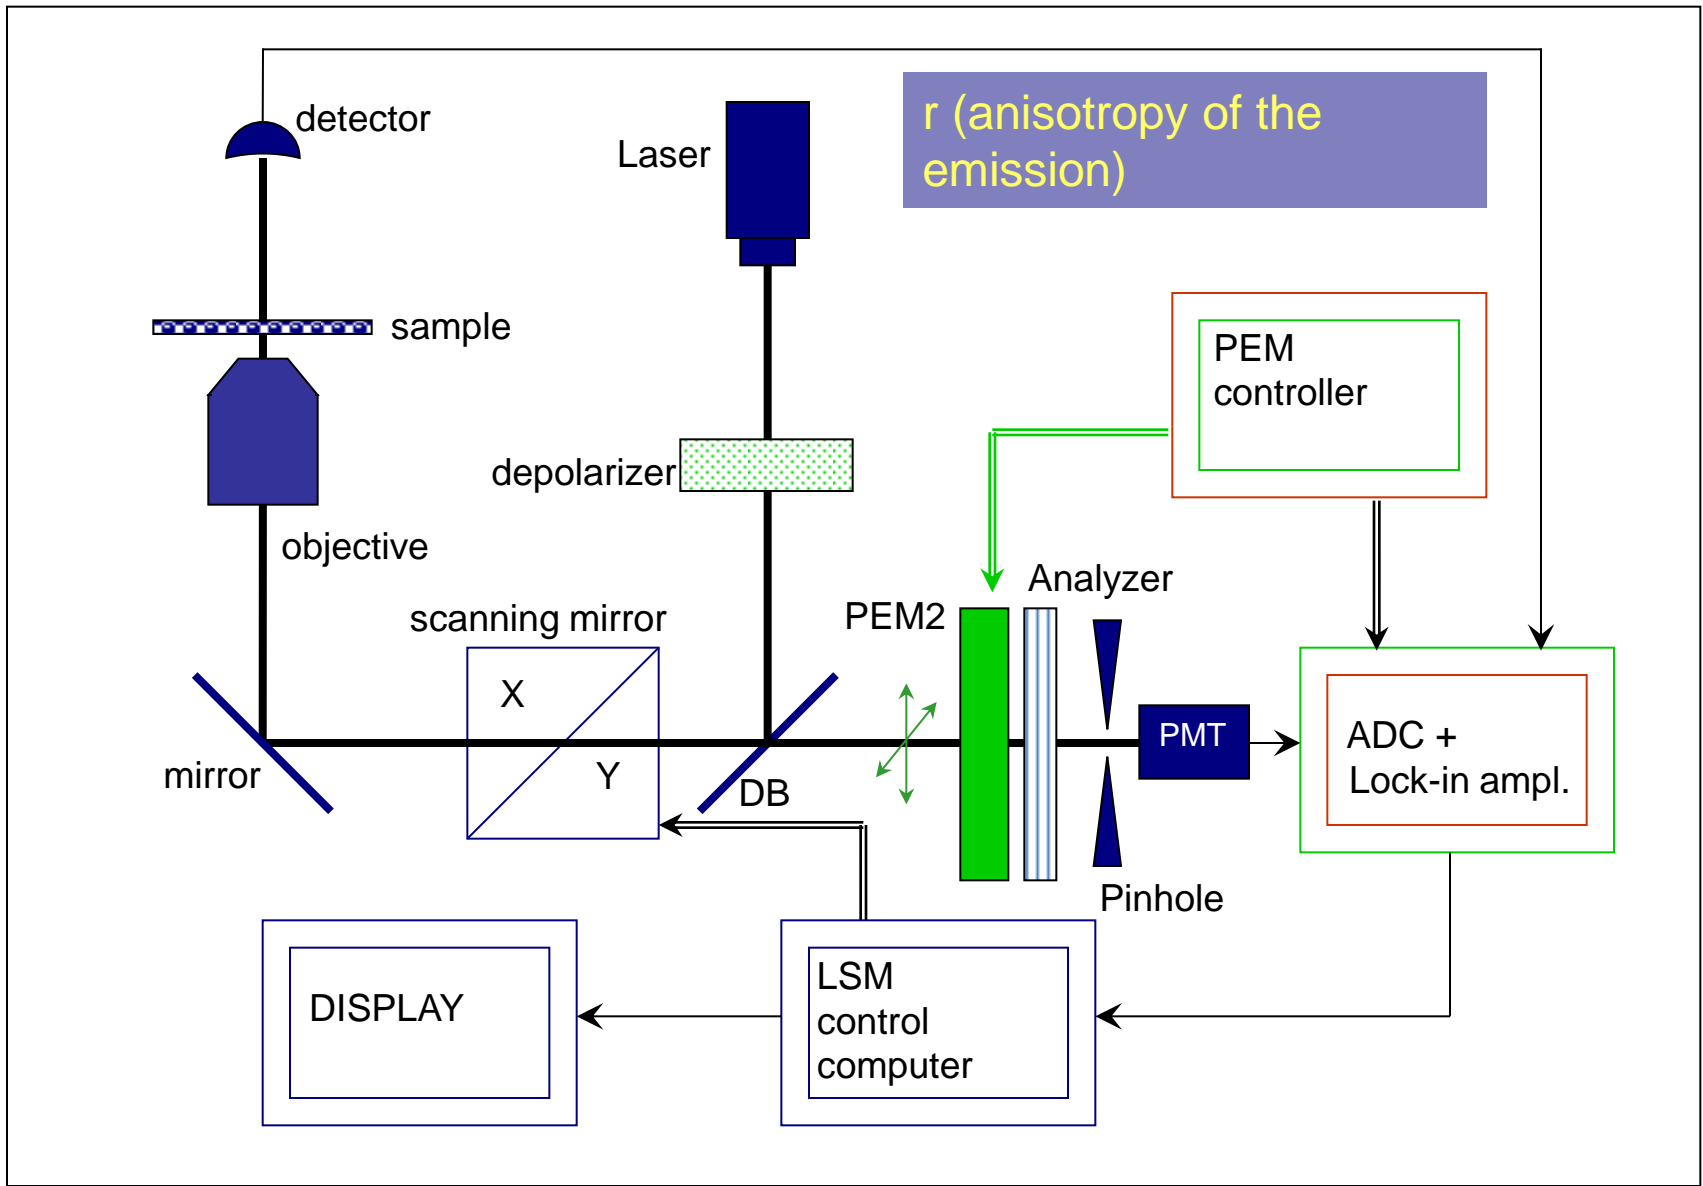 r (anisotropy of the
emission)
detector
Laser
sample
PEM
controller
depolarizer
objective
Analyzer
PEM2
scanning mirror
X
Y
mirror
DB
PMT
ADC +
Lock-in ampl.
Pinhole
DISPLAY
LSM
control
computer